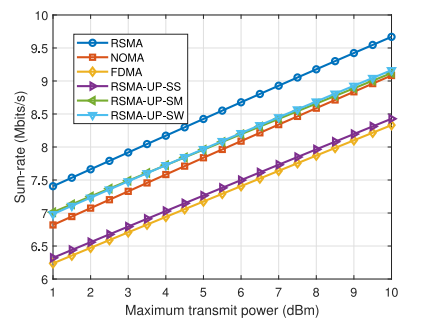 10
9.5
9
8.5
8
7.5
7
6.5
6
Sum-rate (Mbits/s)
RSMA
NOMA
FDMA
RSMA-UP-SS
RSMA-UP-SM
RSMA-UP-SW
1 2 3 4 5 6 7 8 9 10
Maximum transmit power (dBm)